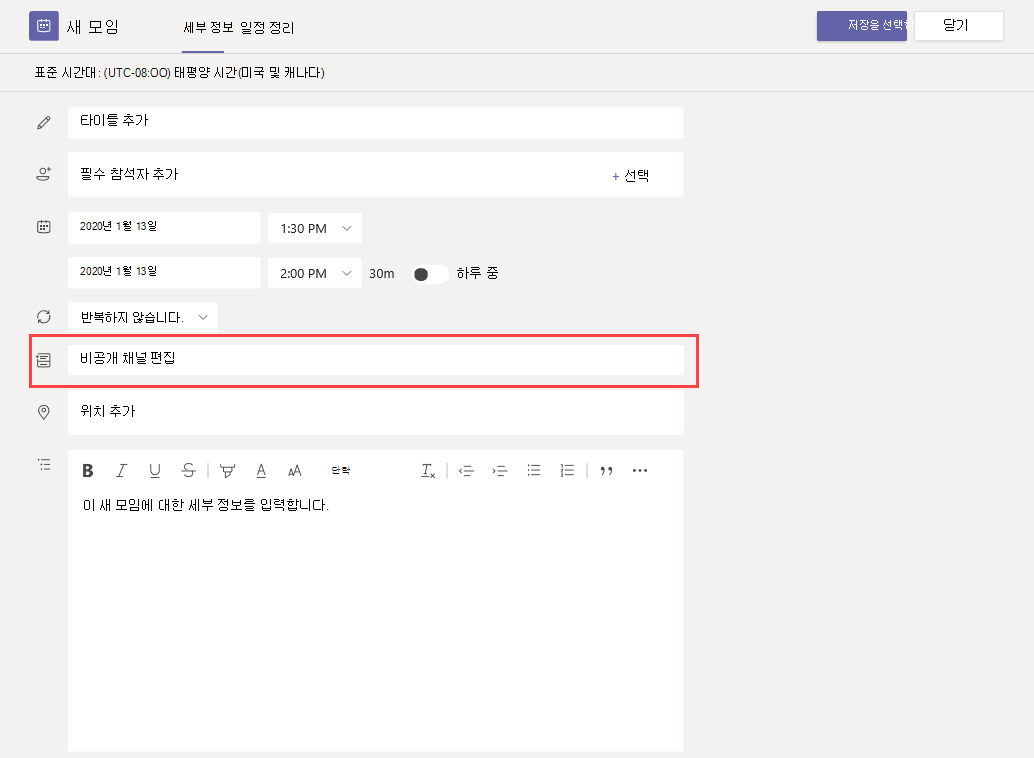 새 모임
세부 정보 일정 정리
저장을 선택
닫기
표준 시간대: (UTC-08:00) 태평양 시간(미국 및 캐나다)
타이틀 추가
필수 참석자 추가
+ 선택
2020년 1월 13일
1:30 PM
2020년 1월 13일
2:00 PM
30m
하루 중
반복하지 않습니다.
비공개 채널 편집
위치 추가
B I U S A AA 단락 Tx
이 새 모임에 대한 세부 정보를 입력합니다.